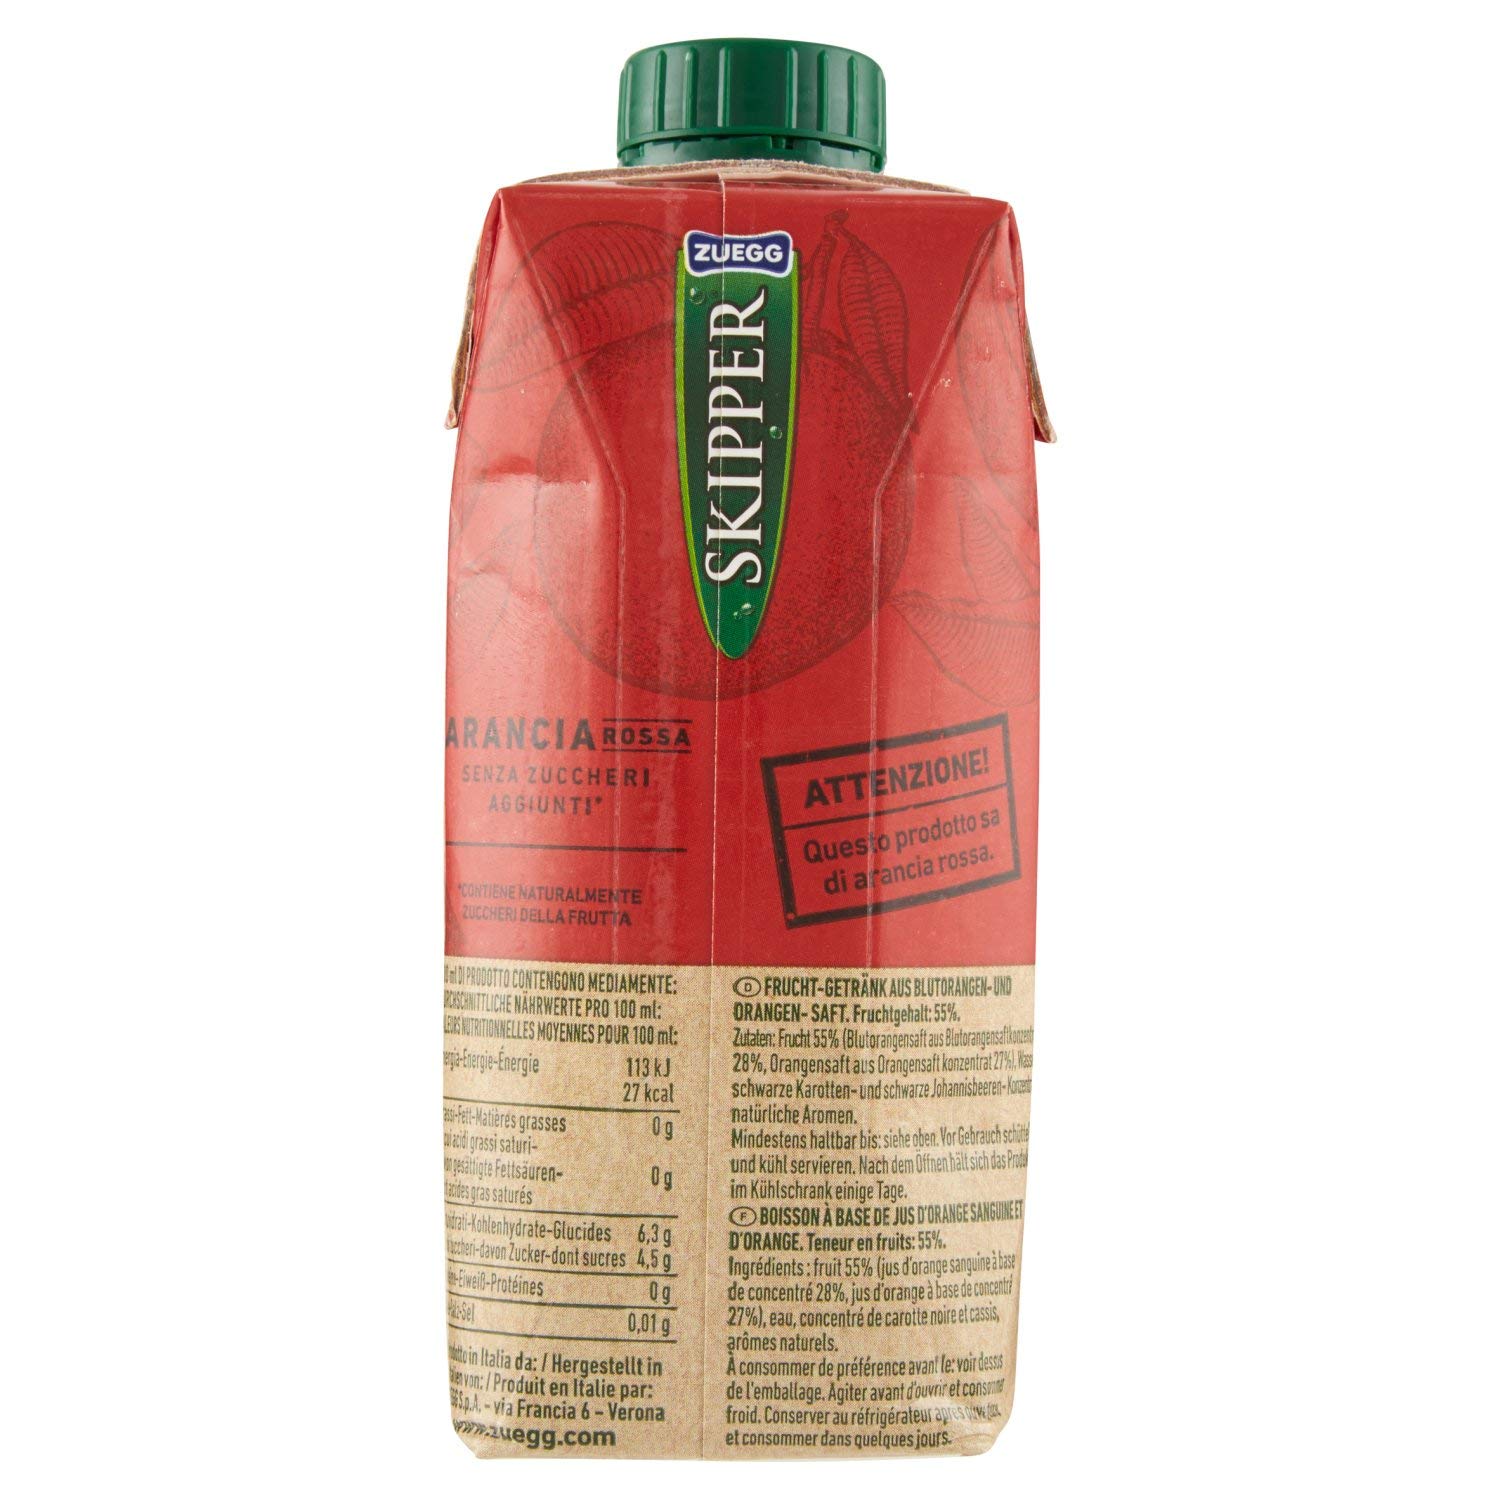 ZUEGG
SKIPPER
ARANCIA ROSSA
SENZA ZUCCHERI
AGGIUNTI*
*CONTIENE NATURALMENTE
ZUCCHERI DELLA FRUTTA
ATTENZIONE!
Questo prodotto sa
di arancia rossa.
ml DI PRODOTTO CONTENGONO MEDIAMENTE:
NÄHRWERTE PRO 100 ml:
NUTRITIONNELLES MOYENNES POUR 100 ml:
-Energie-Énergie 113 kJ
27 kcal
-Fett-Matières grasses 0 g
acidi grassi saturi-
gesättigte Fettsäuren- 0 g
acides gras saturés
-Kohlenhydrate-Glucides 6,3 g
-davon Zucker-dont sucres 4,5 g
-Eiweiß-Protéines 0 g
-Sel 0,01 g
in Italia da: / Hergestellt in
von: / Produit en Italie par:
S.p.A. - via Francia 6 - Verona
www.zuegg.com
D FRUCHT-GETRÄNK AUS BLUTORANGEN- UND
ORANGEN- SAFT. Fruchtgehalt: 55%.
Zutaten: Frucht 55% (Blutorangensaft aus
28%, Orangensaft aus Orangensaft konzentrat 27%),
schwarze Karotten- und schwarze Johannisbeeren-
natürliche Aromen.
Mindestens haltbar bis: siehe oben. Vor Gebrauch
und kühl servieren. Nach dem Öffnen hält sich das
im Kühlschrank einige Tage.
F BOISSON À BASE DE JUS D'ORANGE SANGUINE ET
D'ORANGE. Teneur en fruits: 55%.
Ingrédients : fruit 55% (jus d'orange sanguine à base
de concentré 28%, jus d'orange à base de concentré
27%), eau, concentré de carotte noire et cassis,
arômes naturels.
À consommer de préférence avant le: voir dessus
de l'emballage. Agiter avant d'ouvrir et consommer
froid. Conserver au réfrigérateur après ouverture,
et consommer dans quelques jours.